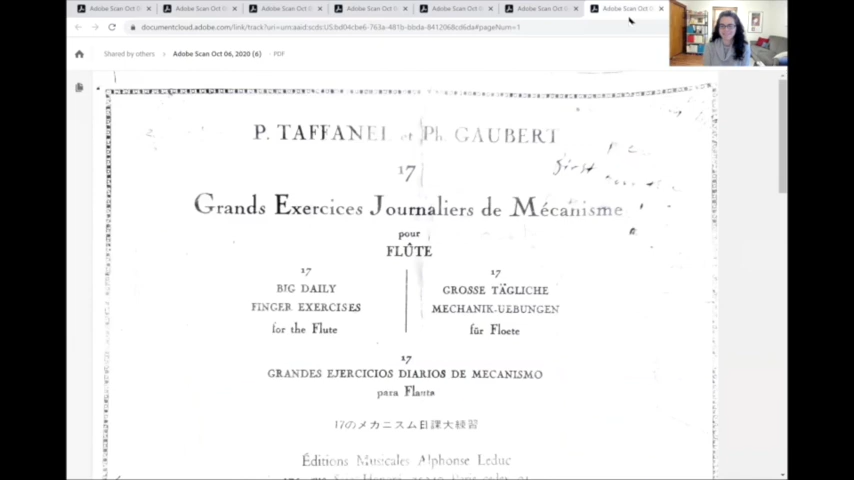 Adobe Scan Oct 0 Adobe Scan Oct 0 Adobe Scan Oct 0 Adobe Scan Oct 0 Adobe Scan Oct 0 Adobe Scan Oct 0
documentcloud.adobe.com/link/track?uri=urn:aaid:scds:US:bd04cbe6-763a-481b-bbda-8412068cd6da#pageNum=1
Shared by others > Adobe Scan Oct 06, 2020 (6) PDF
P. TAFFANEL et Ph. GAUBERT
first
17
Grands Exercices Journaliers de Mécanisme
pour
FLÛTE
17
BIG DAILY
FINGER EXERCISES
for the Flute
17
GROSSE TÄGLICHE
MECHANIK-UEBUNGEN
für Floete
17
GRANDES EJERCICIOS DIARIOS DE MECANISMO
para Flauta
17のメカニスム日課大練習
Éditions Musicales Alphonse Leduc